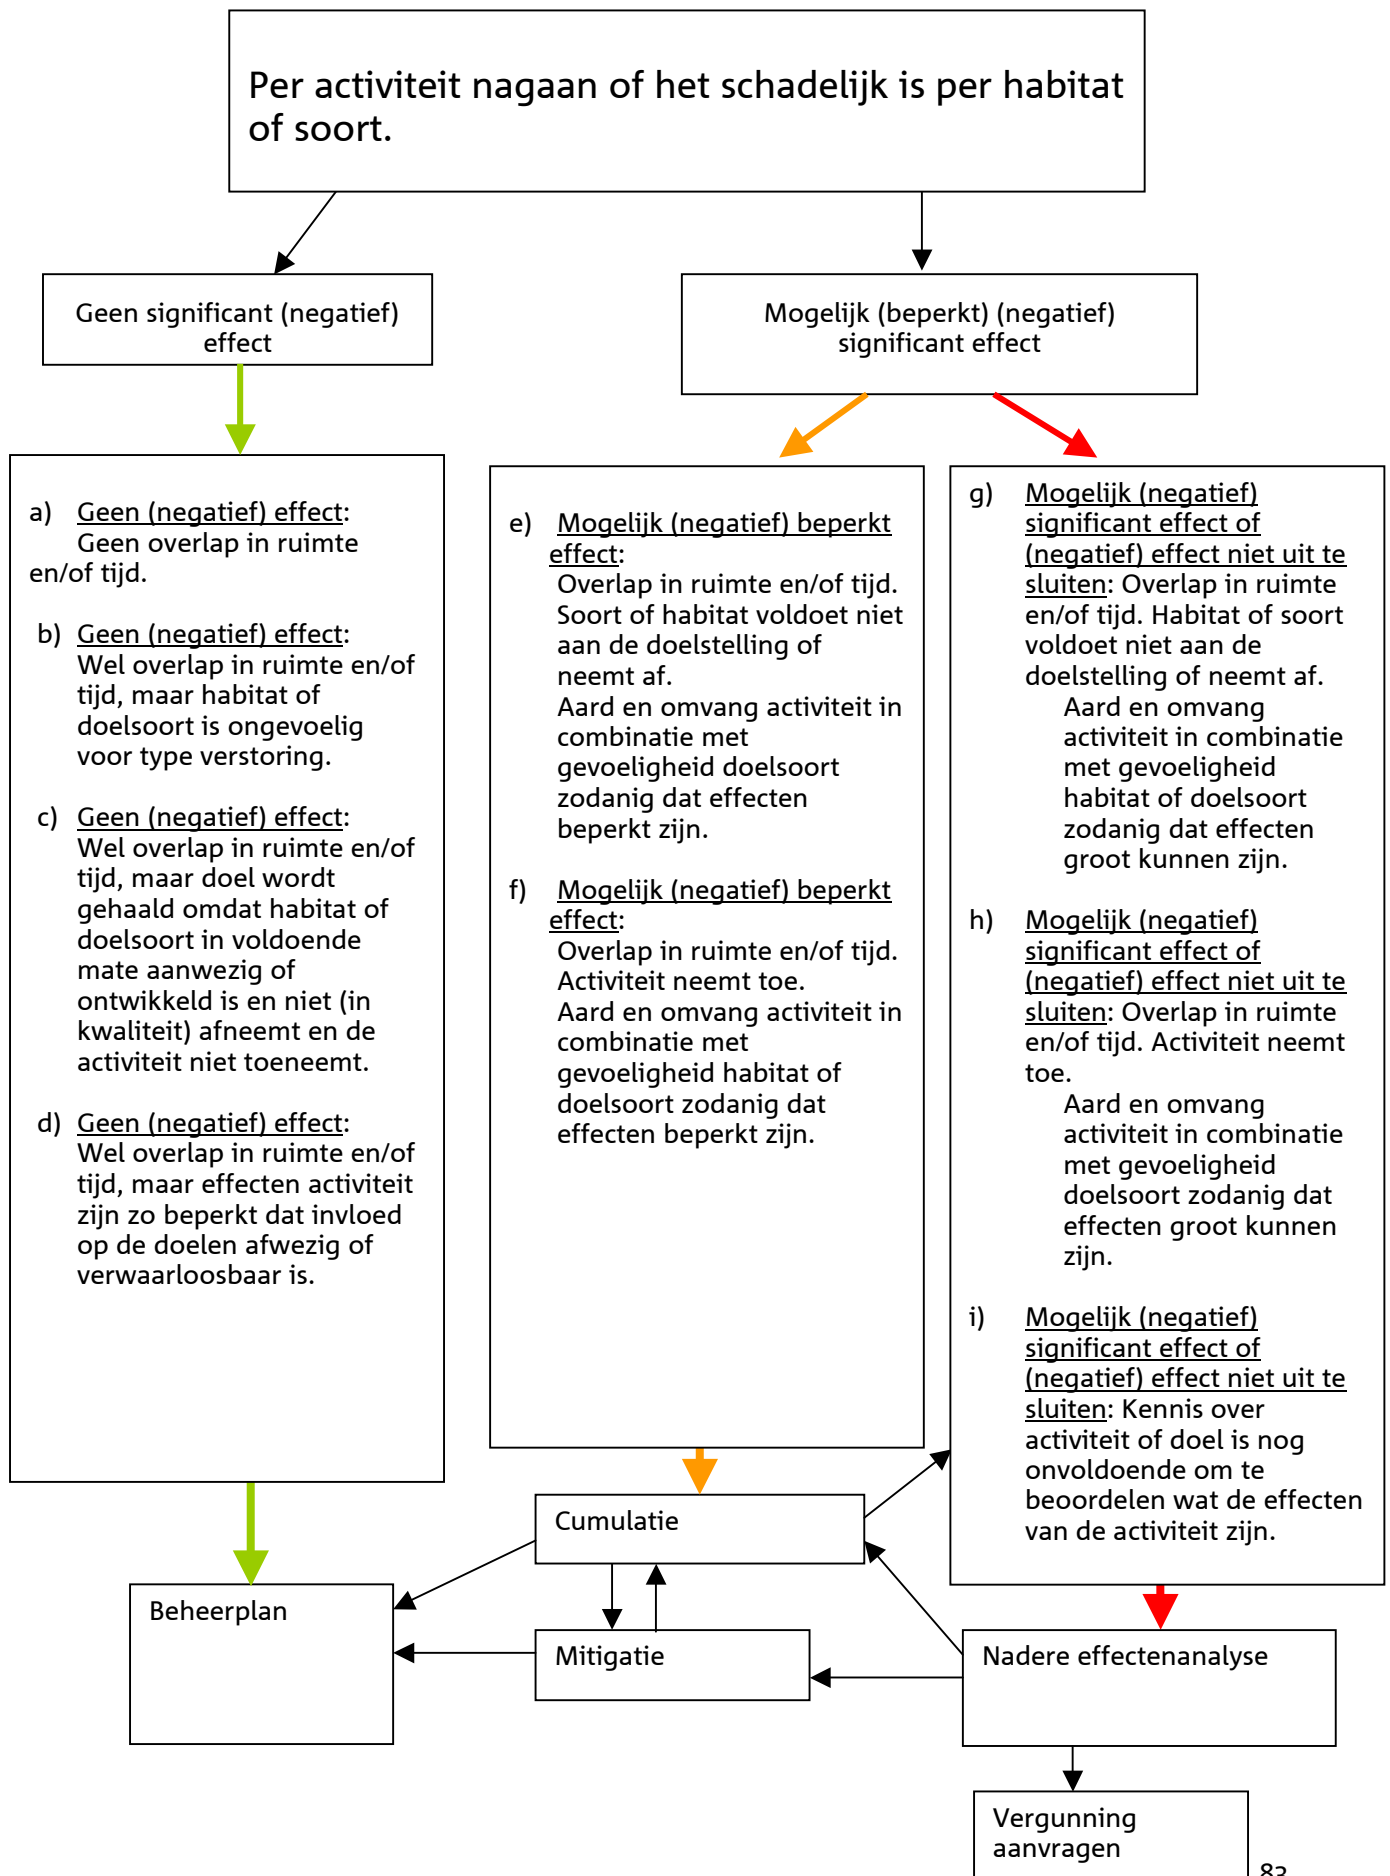 Per activiteit nagaan of het schadelijk is per habitat
of soort.
Geen significant (negatief)
effect
Mogelijk (beperkt) (negatief)
significant effect
a) Geen (negatief) effect:
Geen overlap in ruimte
en/of tijd.
b) Geen (negatief) effect:
Wel overlap in ruimte en/of
tijd, maar habitat of
doelsoort is ongevoelig
voor type verstoring.
c) Geen (negatief) effect:
Wel overlap in ruimte en/of
tijd, maar doel wordt
gehaald omdat habitat of
doelsoort in voldoende
mate aanwezig of
ontwikkeld is en niet (in
kwaliteit) afneemt en de
activiteit niet toeneemt.
d) Geen (negatief) effect:
Wel overlap in ruimte en/of
tijd, maar effecten activiteit
zijn zo beperkt dat invloed
op de doelen afwezig of
verwaarloosbaar is.
e) Mogelijk (negatief) beperkt
effect:
Overlap in ruimte en/of tijd.
Soort of habitat voldoet niet
aan de doelstelling of
neemt af.
Aard en omvang activiteit in
combinatie met
gevoeligheid doelsoort
zodanig dat effecten
beperkt zijn.
f) Mogelijk (negatief) beperkt
effect:
Overlap in ruimte en/of tijd.
Activiteit neemt toe.
Aard en omvang activiteit in
combinatie met
gevoeligheid habitat of
doelsoort zodanig dat
effecten beperkt zijn.
g) Mogelijk (negatief)
significant effect of
(negatief) effect niet uit te
sluiten: Overlap in ruimte
en/of tijd. Habitat of soort
voldoet niet aan de
doelstelling of neemt af.
Aard en omvang
activiteit in combinatie
met gevoeligheid
habitat of doelsoort
zodanig dat effecten
groot kunnen zijn.
h) Mogelijk (negatief)
significant effect of
(negatief) effect niet uit te
sluiten: Overlap in ruimte
en/of tijd. Activiteit neemt
toe.
Aard en omvang
activiteit in combinatie
met gevoeligheid
doelsoort zodanig dat
effecten groot kunnen
zijn.
i) Mogelijk (negatief)
significant effect of
(negatief) effect niet uit te
sluiten: Kennis over
activiteit of doel is nog
onvoldoende om te
beoordelen wat de effecten
van de activiteit zijn.
Cumulatie
Beheerplan
Mitigatie
Nadere effectenanalyse
Vergunning
aanvragen
83